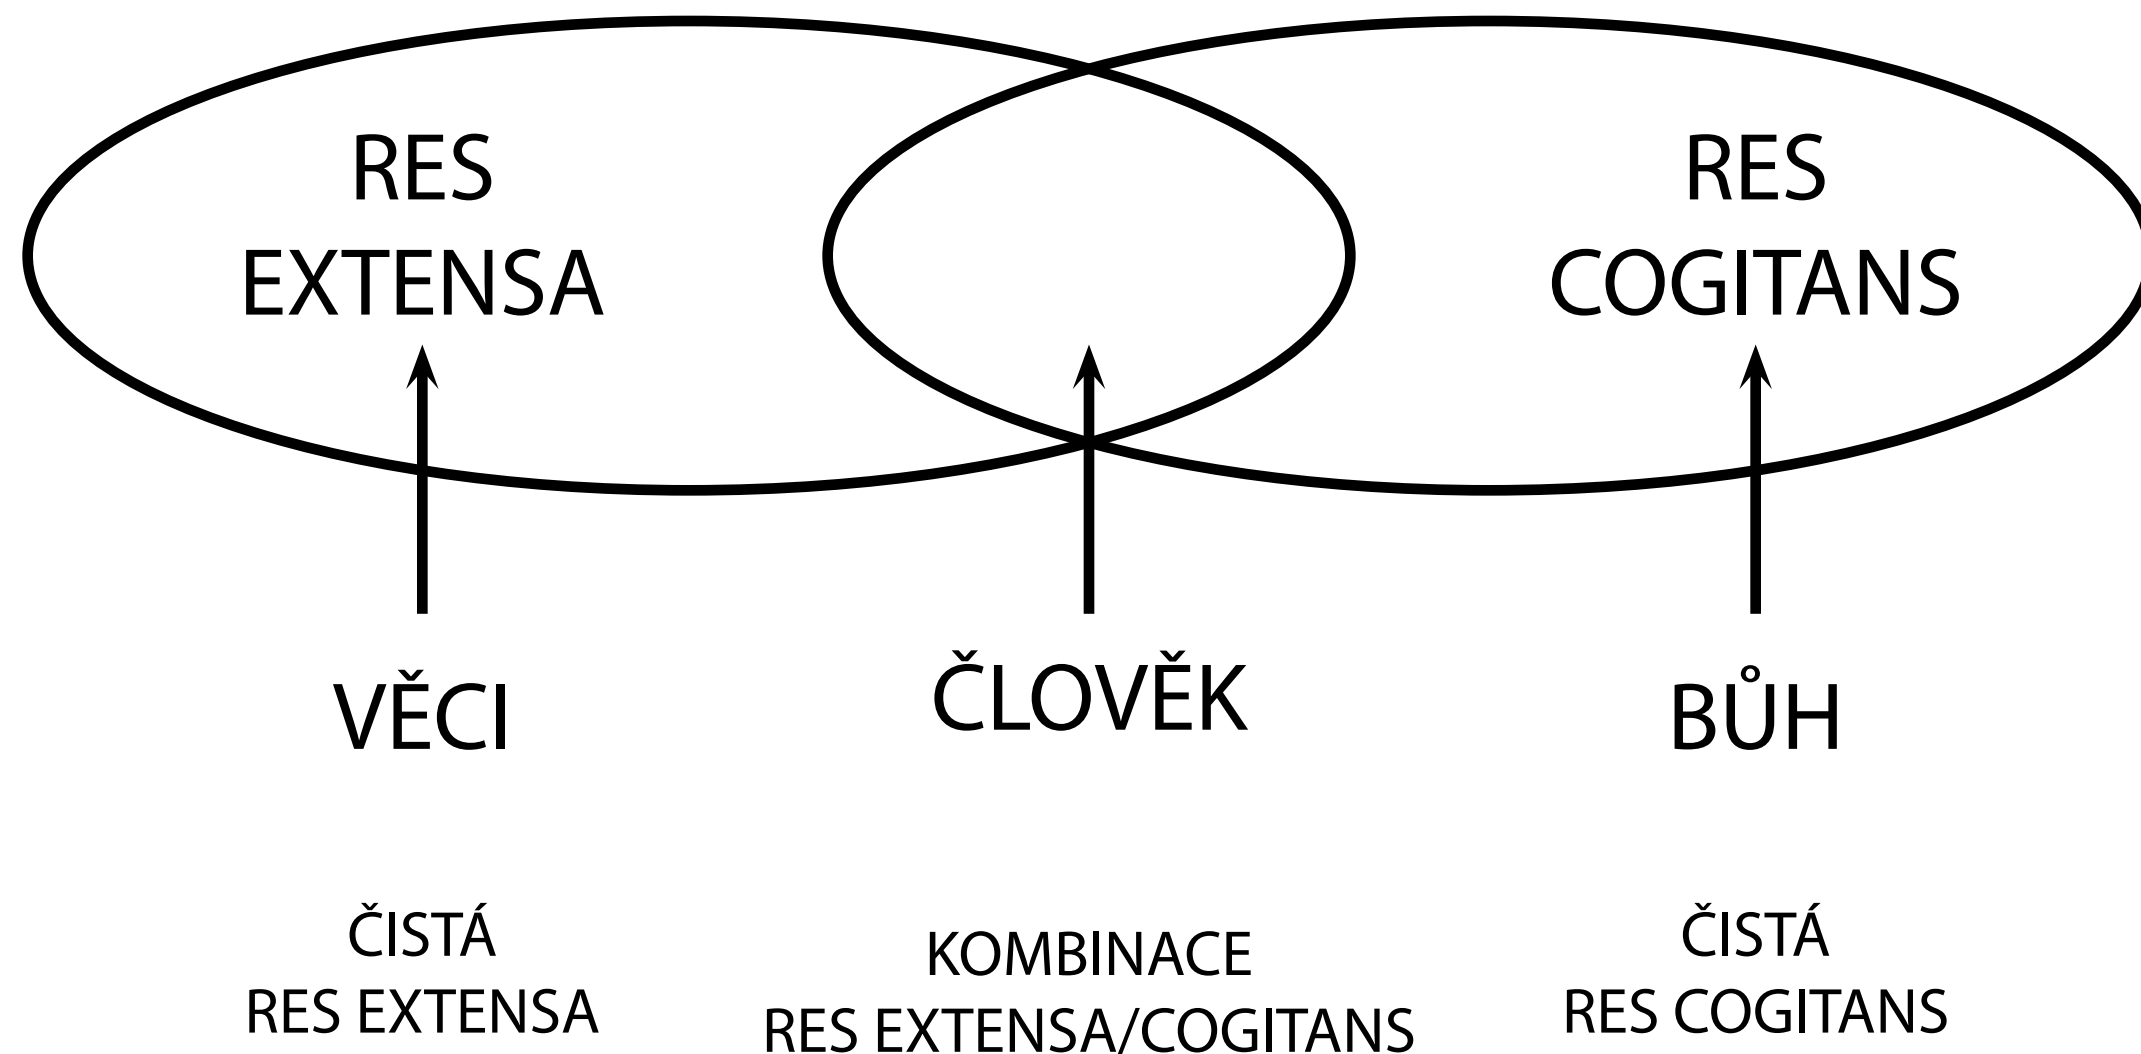 RES
EXTENSA
RES
COGITANS
VĚCI
ČLOVĚK
BŮH
ČISTÁ
RES EXTENSA
KOMBINACE
RES EXTENSA/COGITANS
ČISTÁ
RES COGITANS